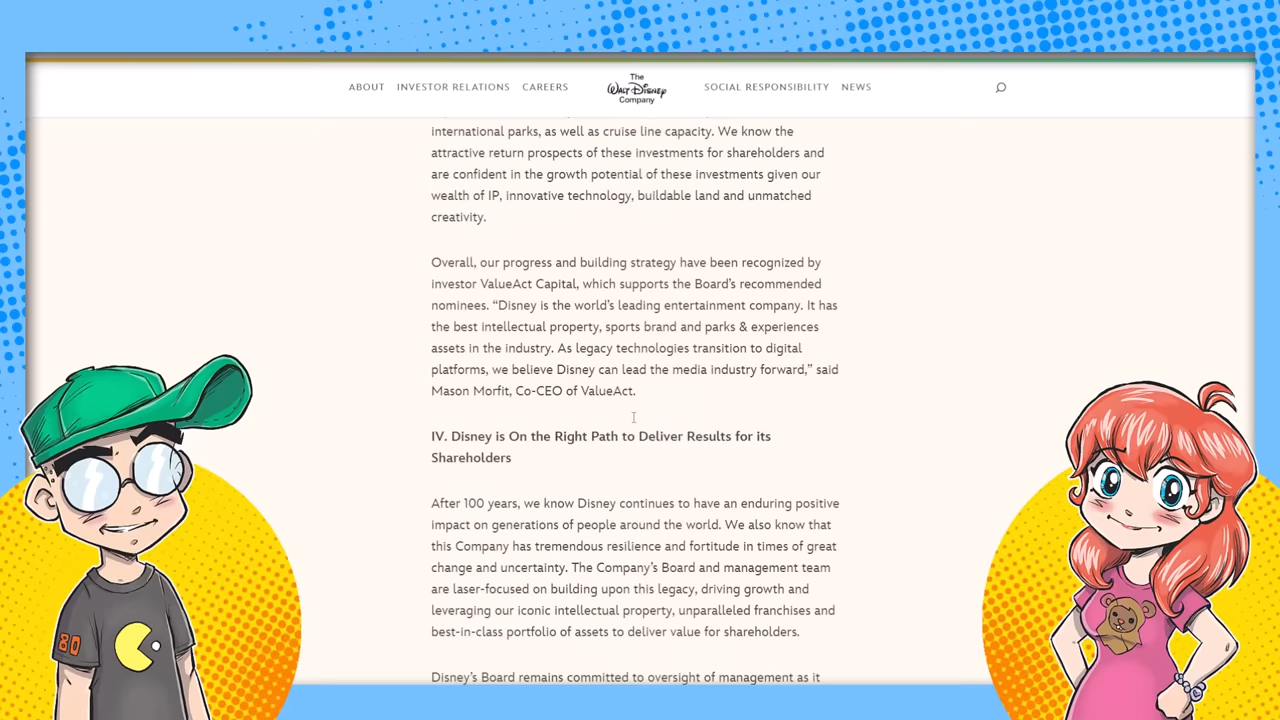 ABOUT INVESTOR RELATIONS CAREERS The Walt Disney Company SOCIAL RESPONSIBILITY NEWS
international parks, as well as cruise line capacity. We know the
attractive return prospects of these investments for shareholders and
are confident in the growth potential of these investments given our
wealth of IP, innovative technology, buildable land and unmatched
creativity.
Overall, our progress and building strategy have been recognized by
investor ValueAct Capital, which supports the Board’s recommended
nominees. “Disney is the world’s leading entertainment company. It has
the best intellectual property, sports brand and parks & experiences
assets in the industry. As legacy technologies transition to digital
platforms, we believe Disney can lead the media industry forward,” said
Mason Morfit, Co-CEO of ValueAct.
IV. Disney is On the Right Path to Deliver Results for its
Shareholders
After 100 years, we know Disney continues to have an enduring positive
impact on generations of people around the world. We also know that
this Company has tremendous resilience and fortitude in times of great
change and uncertainty. The Company’s Board and management team
are laser-focused on building upon this legacy, driving growth and
leveraging our iconic intellectual property, unparalleled franchises and
best-in-class portfolio of assets to deliver value for shareholders.
Disney’s Board remains committed to oversight of management as it
80